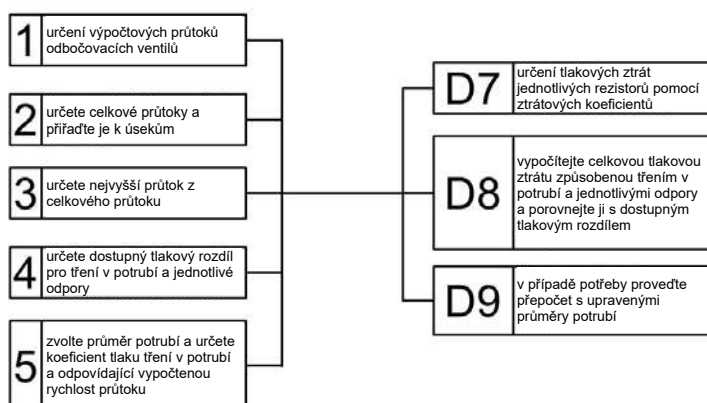 1
určení výpočtových průtoků
odbočovacích ventilů
2
určete celkové průtoky a
přiřaďte je k úsekům
3
určete nejvyšší průtok z
celkového průtoku
4
určete dostupný tlakový rozdíl
pro tření v potrubí a jednotlivé
odpory
5
zvolte průměr potrubí a určete
koeficient tlaku tření v potrubí
a odpovídající vypočtenou
rychlost průtoku
D7
určení tlakových ztrát
jednotlivých rezistorů pomocí
ztrátových koeficientů
D8
vypočítejte celkovou tlakovou
ztrátu způsobenou třením v
potrubí a jednotlivými odpory
a porovnejte ji s dostupným
tlakovým rozdílem
D9
v případě potřeby proveďte
přepočet s upravenými
průměry potrubí